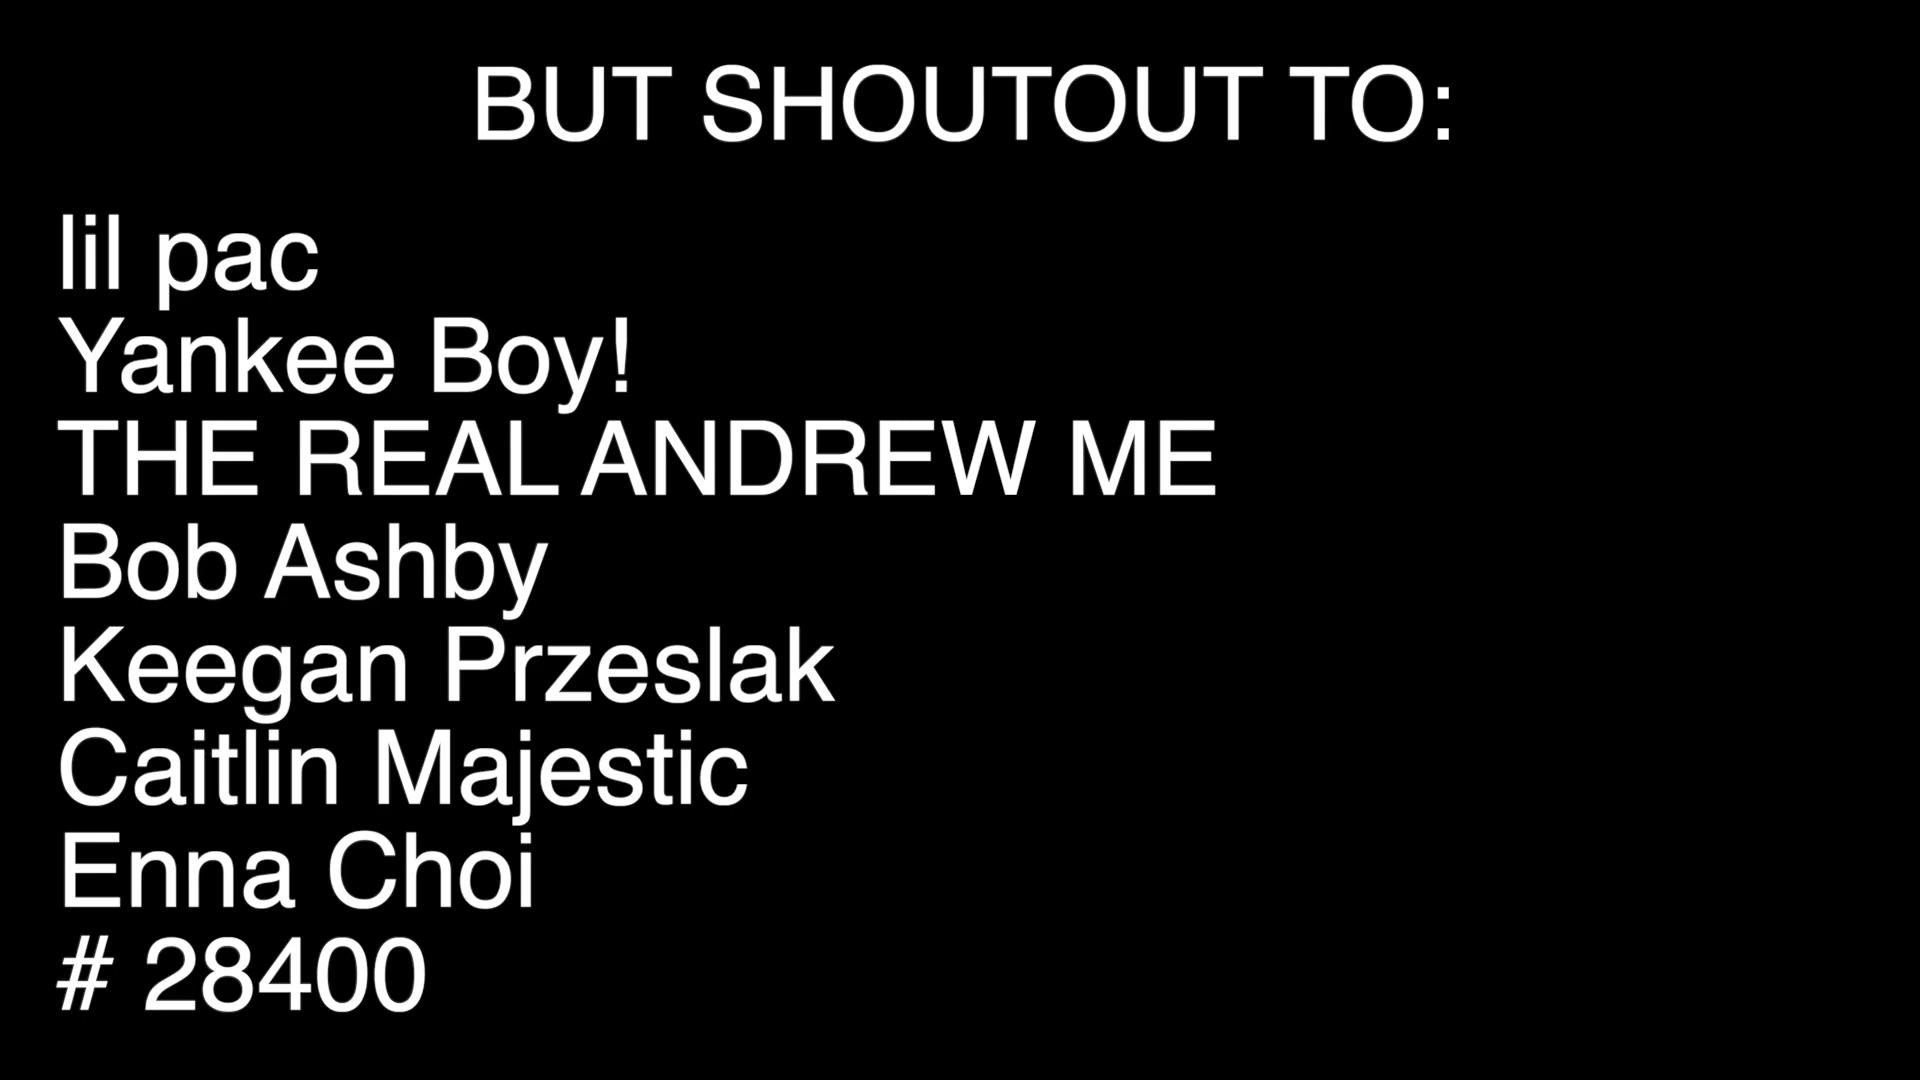 BUT SHOUTOUT TO:
lil pac
Yankee Boy!
THE REAL ANDREW ME
Bob Ashby
Keegan Przeslak
Caitlin Majestic
Enna Choi
# 28400